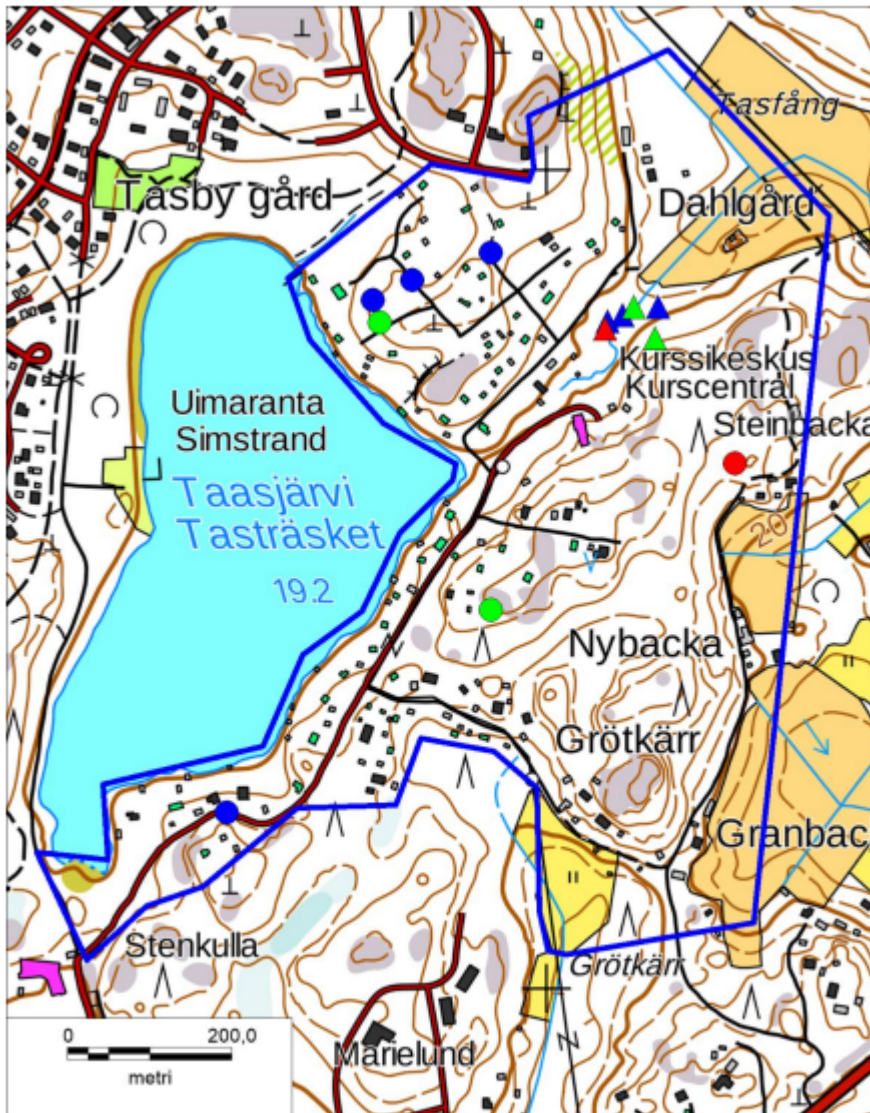 Tasfång
Tasby gård
Dahlgård
Kurssikeskus
Kurscentral
Uimaranta
Simstrand
Steinbacka
Taasjärvi
Tasträsket
20
19.2
Nybacka
Grötkärr
Granbac
Stenkulla
Grötkärr
0 200,0
metri
Marielund